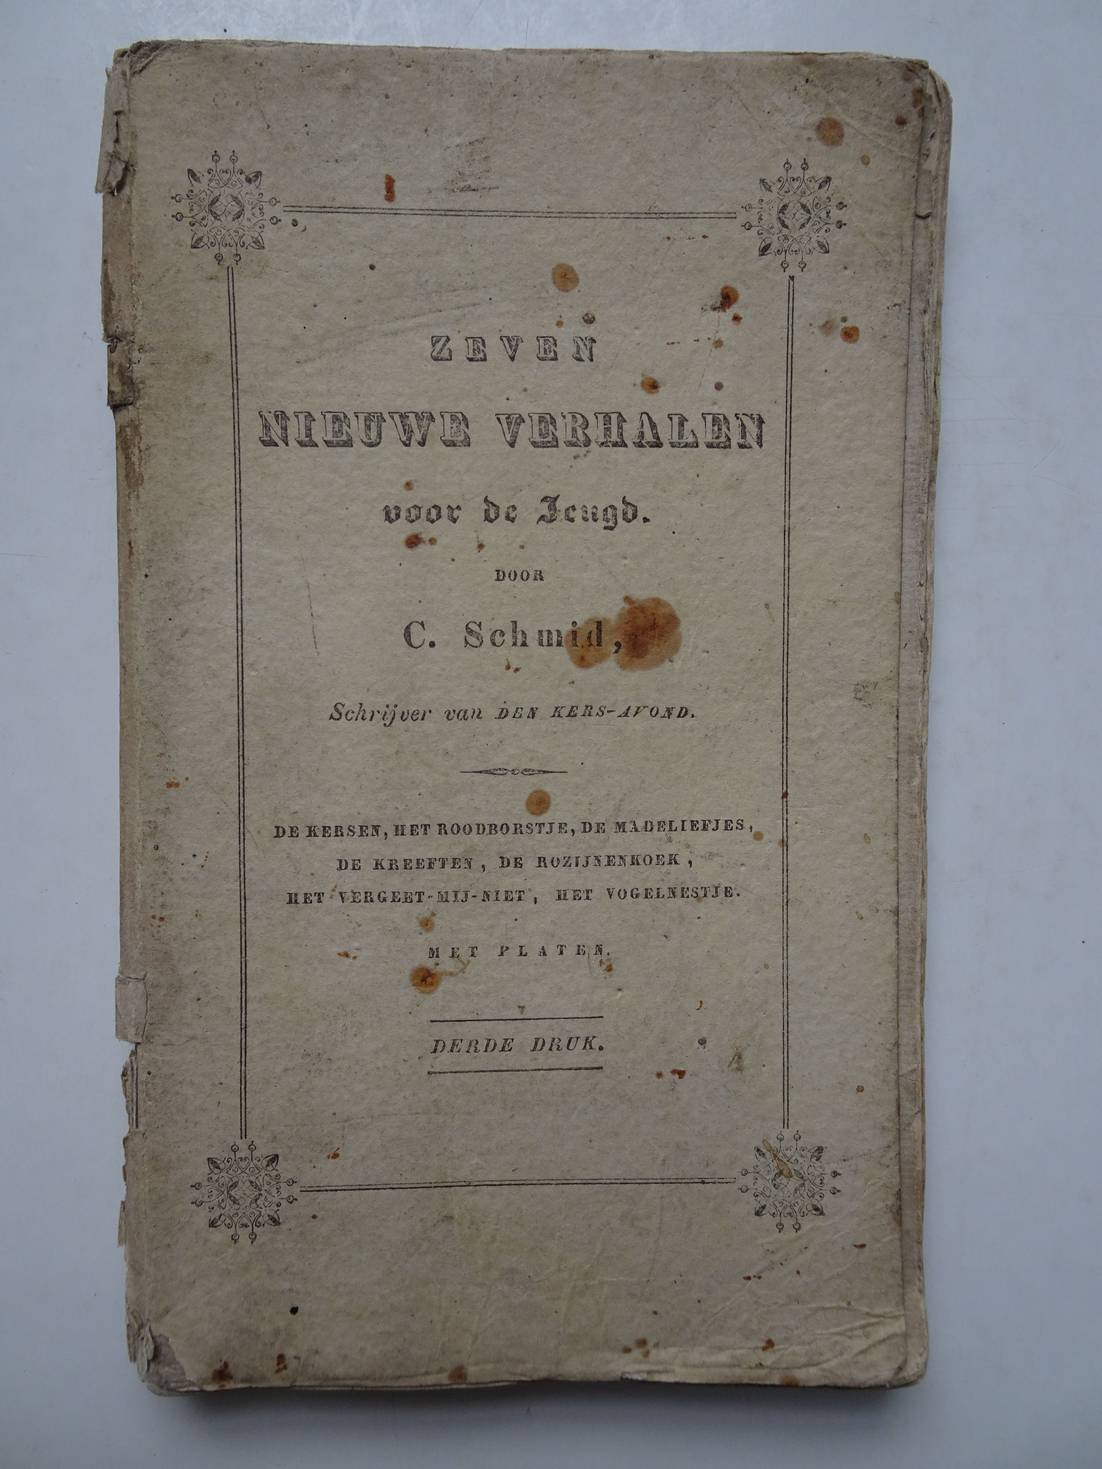 ZEVEN
NIEUWE VERHALEN
voor de Jeugd.
DOOR
C. Schmid,
Schrijver van DEN KERS-AVOND.
DE KERSEN, HET ROODBORSTJE, DE MADELIEFJES,
DE KREEFTEN, DE ROZIJNENKOEK,
HET VERGEET-MIJ-NIET, HET VOGELNESTJE.
MET PLATEN.
DERDE DRUK.